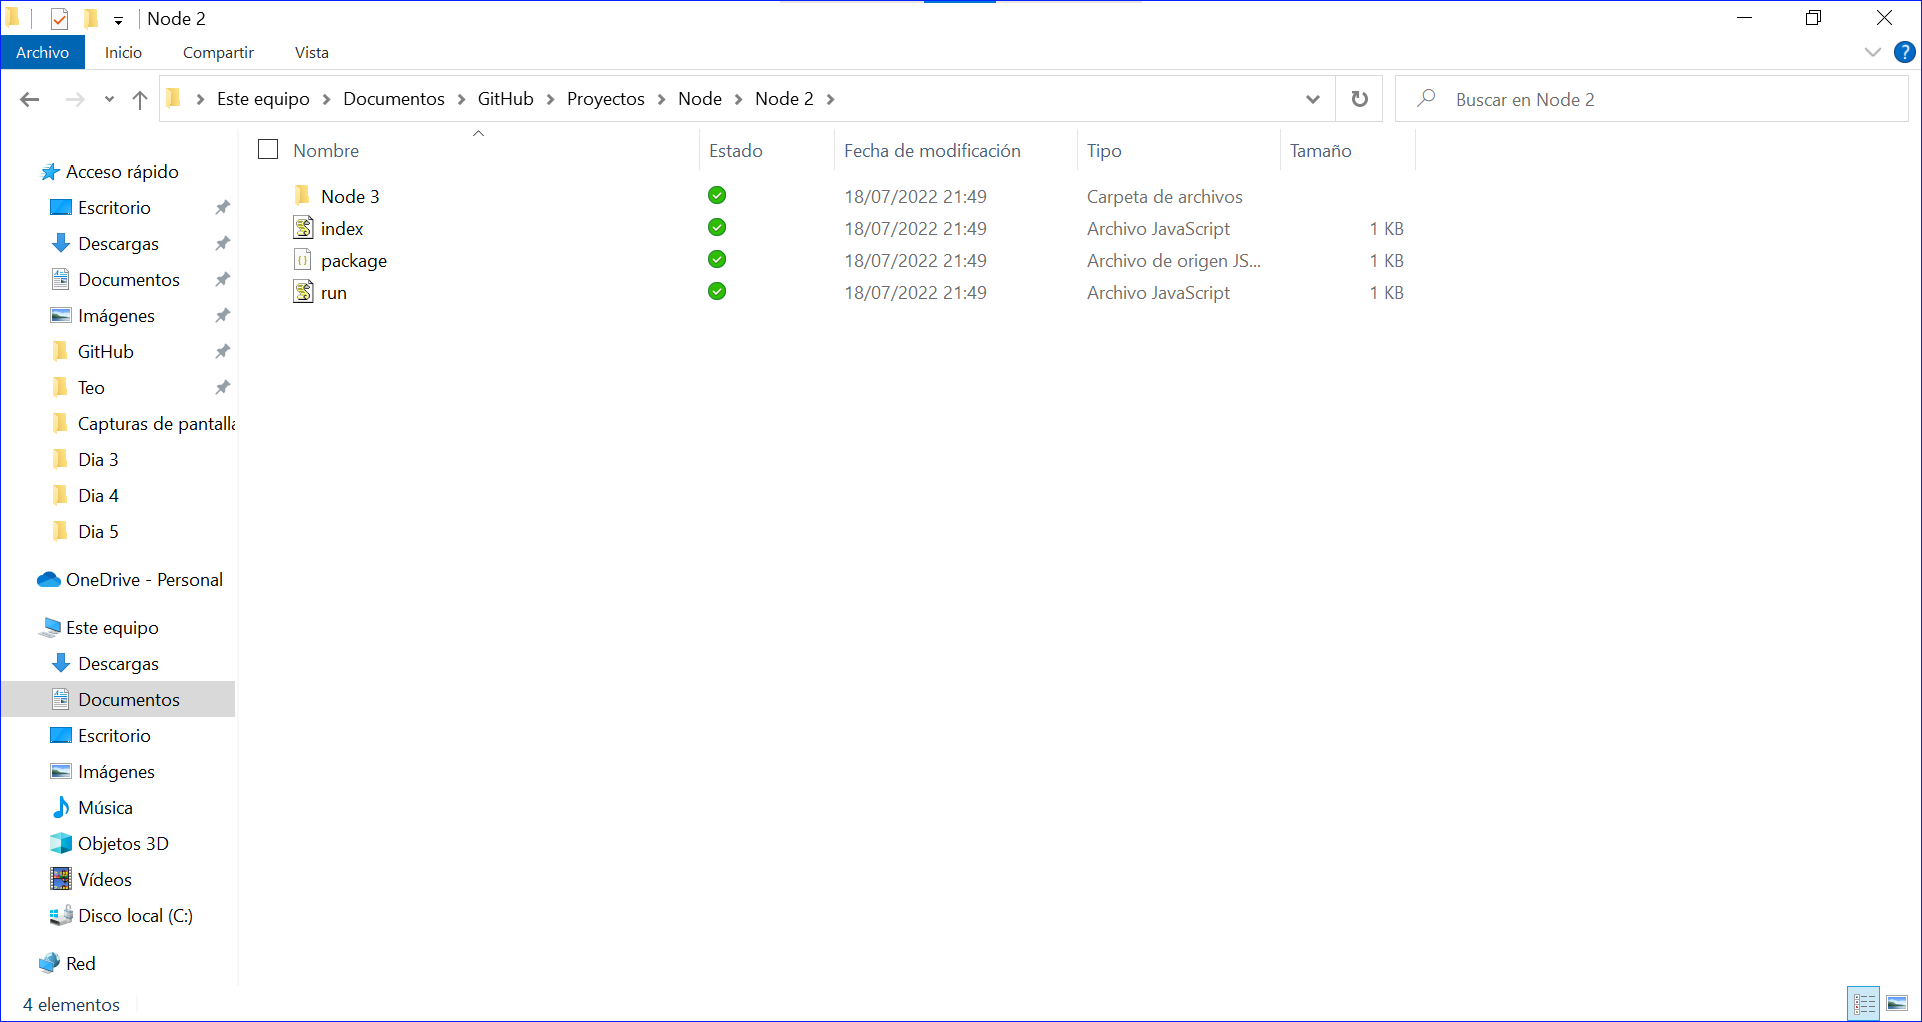 Node 2
Archivo Inicio Compartir Vista
Este equipo Documentos GitHub Proyectos Node Node 2
Buscar en Node 2
Nombre Estado Fecha de modificación Tipo Tamaño
Node 3 18/07/2022 21:49 Carpeta de archivos
index 18/07/2022 21:49 Archivo JavaScript 1 KB
package 18/07/2022 21:49 Archivo de origen JS... 1 KB
run 18/07/2022 21:49 Archivo JavaScript 1 KB
Acceso rápido
Escritorio
Descargas
Documentos
Imágenes
GitHub
Teo
Capturas de pantalla
Dia 3
Dia 4
Dia 5
OneDrive - Personal
Este equipo
Descargas
Documentos
Escritorio
Imágenes
Música
Objetos 3D
Vídeos
Disco local (C:)
Red
4 elementos